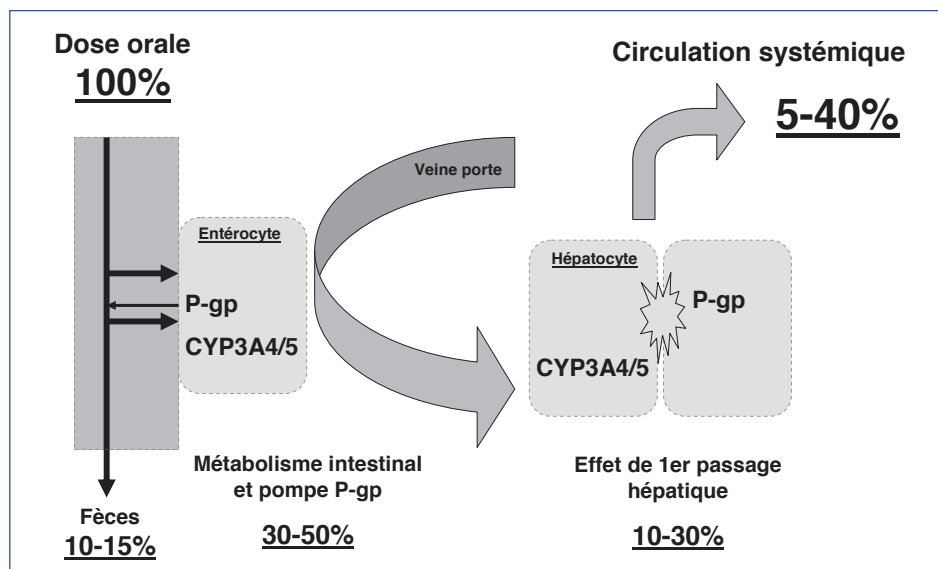 Dose orale
100%
Circulation systémique
5-40%
Veine porte
Entérocyte
P-gp
CYP3A4/5
Hépatocyte
P-gp
CYP3A4/5
Métabolisme intestinal
et pompe P-gp
30-50%
Effet de 1er passage
hépatique
10-30%
Fèces
10-15%